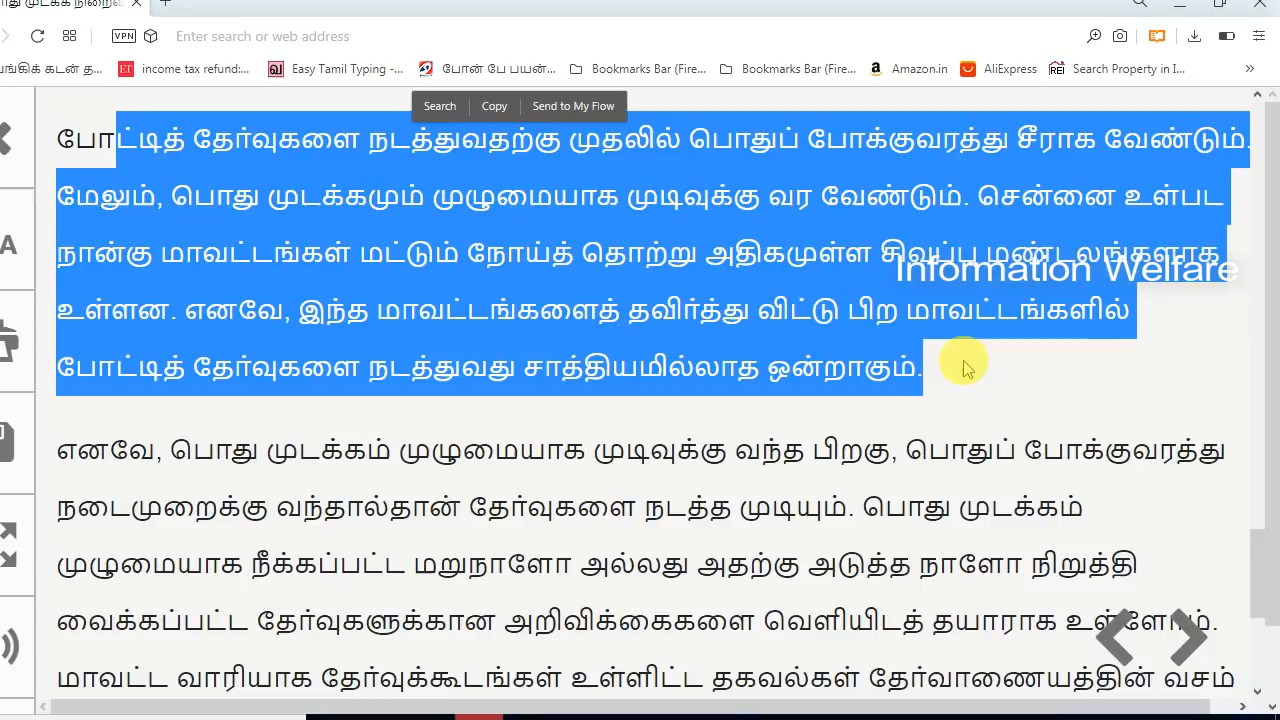 VPN Enter search or web address
income tax refund:... Easy Tamil Typing -... போன் பே பயன்... Bookmarks Bar (Fire... Bookmarks Bar (Fire... Amazon.in AliExpress Search Property in I... »
Search Copy Send to My Flow
போட்டித் தேர்வுகளை நடத்துவதற்கு முதலில் பொதுப் போக்குவரத்து சீராக வேண்டும்.
மேலும், பொது முடக்கமும் முழுமையாக முடிவுக்கு வர வேண்டும். சென்னை உள்பட
நான்கு மாவட்டங்கள் மட்டும் நோய்த் தொற்று அதிகமுள்ள சிவப்பு மண்டலங்களாக
Information Welfare
உள்ளன. எனவே, இந்த மாவட்டங்களைத் தவிர்த்து விட்டு பிற மாவட்டங்களில்
போட்டித் தேர்வுகளை நடத்துவது சாத்தியமில்லாத ஒன்றாகும்.
எனவே, பொது முடக்கம் முழுமையாக முடிவுக்கு வந்த பிறகு, பொதுப் போக்குவரத்து
நடைமுறைக்கு வந்தால்தான் தேர்வுகளை நடத்த முடியும். பொது முடக்கம்
முழுமையாக நீக்கப்பட்ட மறுநாளோ அல்லது அதற்கு அடுத்த நாளோ நிறுத்தி
வைக்கப்பட்ட தேர்வுகளுக்கான அறிவிக்கைகளை வெளியிடத் தயாராக உள்ளோம்.
மாவட்ட வாரியாக தேர்வுக்கூடங்கள் உள்ளிட்ட தகவல்கள் தேர்வாணையத்தின் வசம்